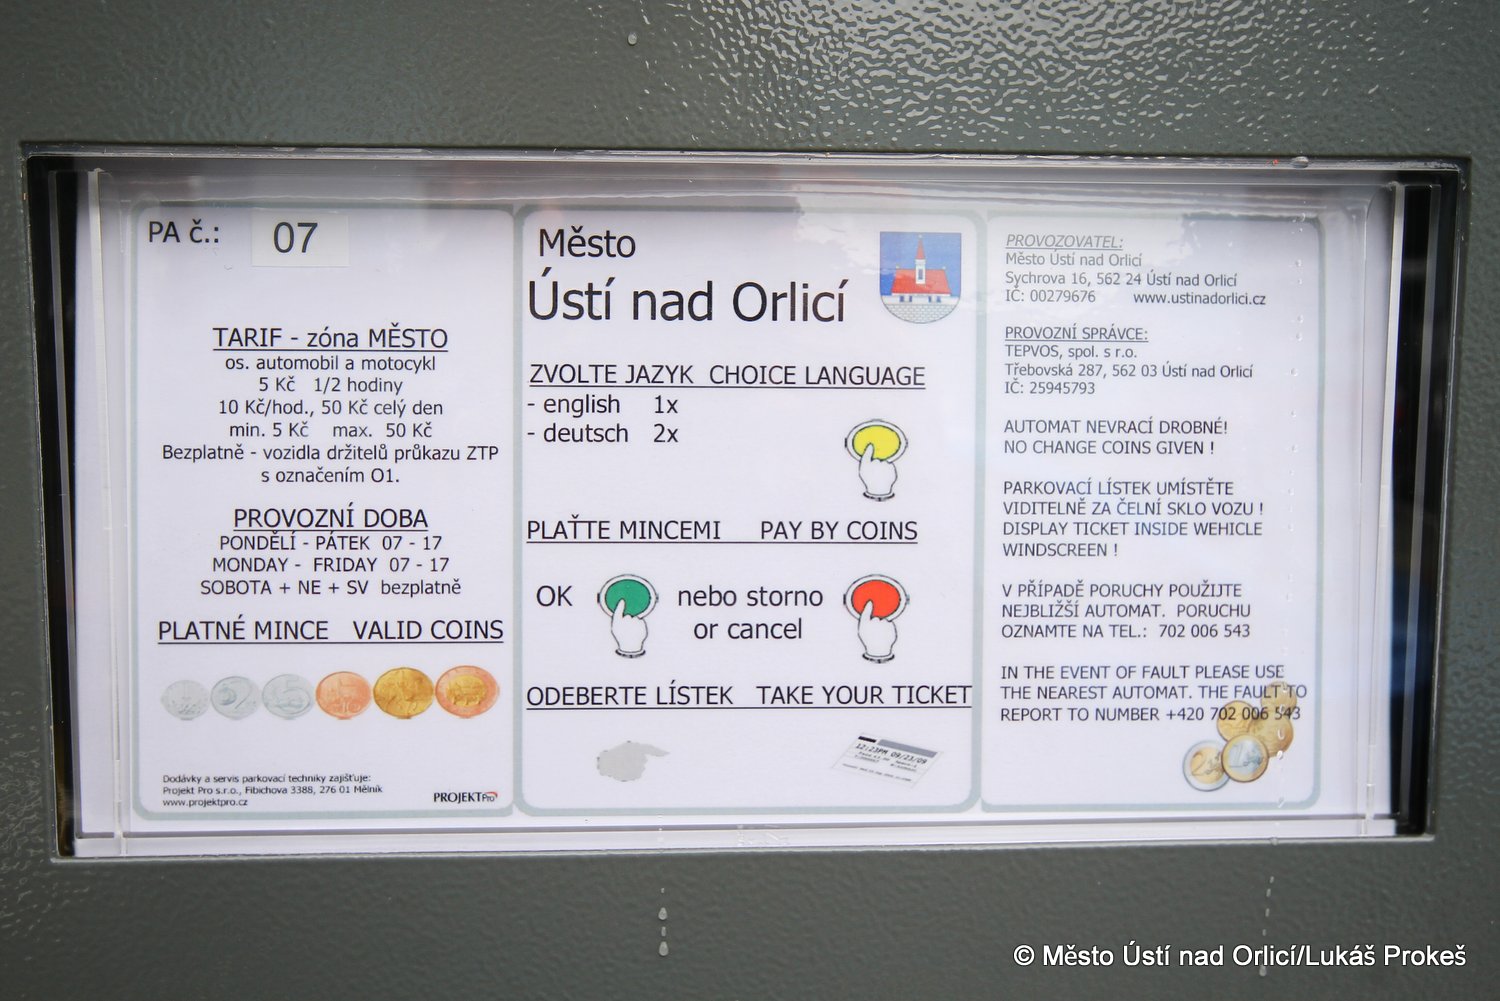 PA č.: 07
TARIF - zóna MĚSTO
os. automobil a motocykl
5 Kč 1/2 hodiny
10 Kč/hod., 50 Kč celý den
min. 5 Kč max. 50 Kč
Bezplatně - vozidla držitelů průkazu ZTP
s označením O1.
PROVOZNÍ DOBA
PONDĚLÍ - PÁTEK 07 - 17
MONDAY - FRIDAY 07 - 17
SOBOTA + NE + SV bezplatně
PLATNÉ MINCE VALID COINS
Dodávky a servis parkovací techniky zajišťuje:
Projekt Pro s.r.o., Fibichova 3388, 276 01 Mělník
www.projektpro.cz
PROJEKT Pro
Město
Ústí nad Orlicí
ZVOLTE JAZYK CHOICE LANGUAGE
- english 1x
- deutsch 2x
PLAŤTE MINCEMI PAY BY COINS
OK nebo storno
or cancel
ODEBERTE LÍSTEK TAKE YOUR TICKET
12:23PM 09/23/09
PROVOZOVATEL:
Město Ústí nad Orlicí
Sychrova 16, 562 24 Ústí nad Orlicí
IČ: 00279676 www.ustinadorlici.cz
PROVOZNÍ SPRÁVCE:
TEPVOS, spol. s r.o.
Třebovská 287, 562 03 Ústí nad Orlicí
IČ: 25945793
AUTOMAT NEVRACÍ DROBNÉ!
NO CHANGE COINS GIVEN !
PARKOVACÍ LÍSTEK UMÍSTĚTE
VIDITELNĚ ZA ČELNÍ SKLO VOZU !
DISPLAY TICKET INSIDE WEHICLE
WINDSCREEN !
V PŘÍPADĚ PORUCHY POUŽIJTE
NEJBLIŽŠÍ AUTOMAT. PORUCHU
OZNAMTE NA TEL.: 702 006 543
IN THE EVENT OF FAULT PLEASE USE
THE NEAREST AUTOMAT. THE FAULT TO
REPORT TO NUMBER +420 702 006 543
© Město Ústí nad Orlicí/Lukáš Prokeš